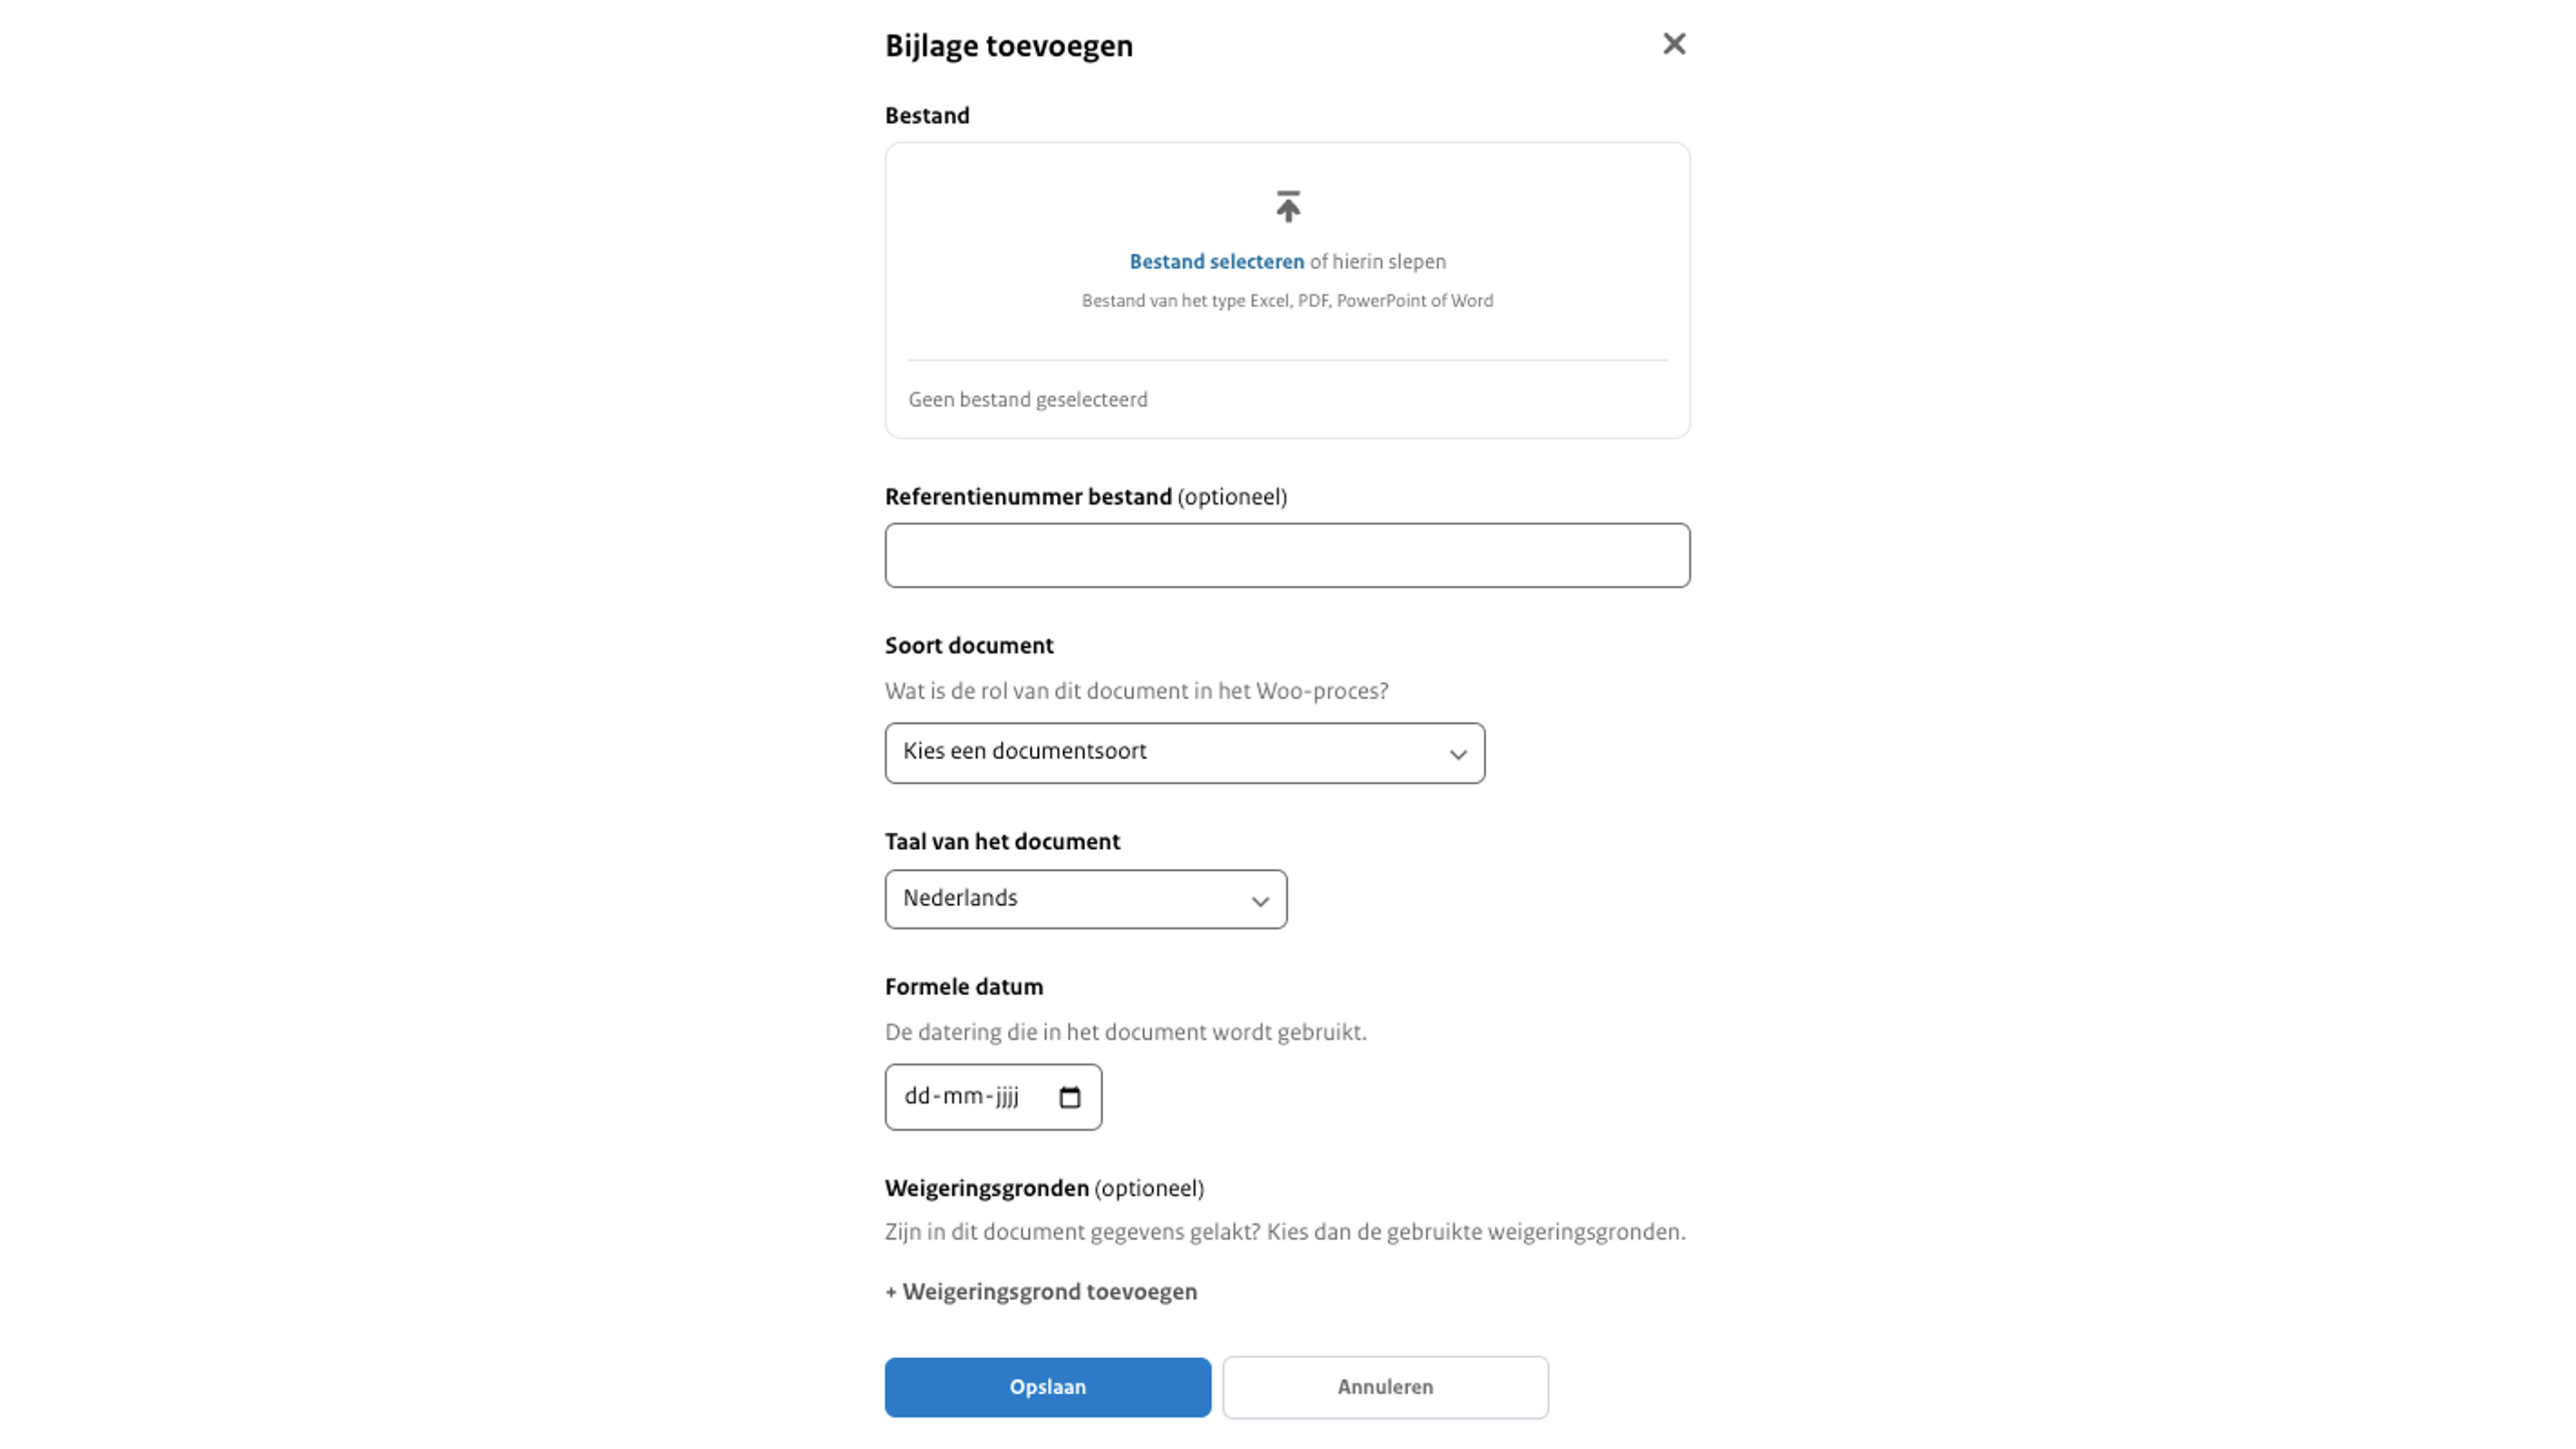 Bijlage toevoegen
Bestand
Bestand selecteren of hierin slepen
Bestand van het type Excel, PDF, PowerPoint of Word
Geen bestand geselecteerd
Referentienummer bestand (optioneel)
Soort document
Wat is de rol van dit document in het Woo-proces?
Kies een documentsoort
Taal van het document
Nederlands
Formele datum
De datering die in het document wordt gebruikt.
dd-mm-jjjj
Weigeringsgronden (optioneel)
Zijn in dit document gegevens gelakt? Kies dan de gebruikte weigeringsgronden.
+ Weigeringsgrond toevoegen
Opslaan Annuleren